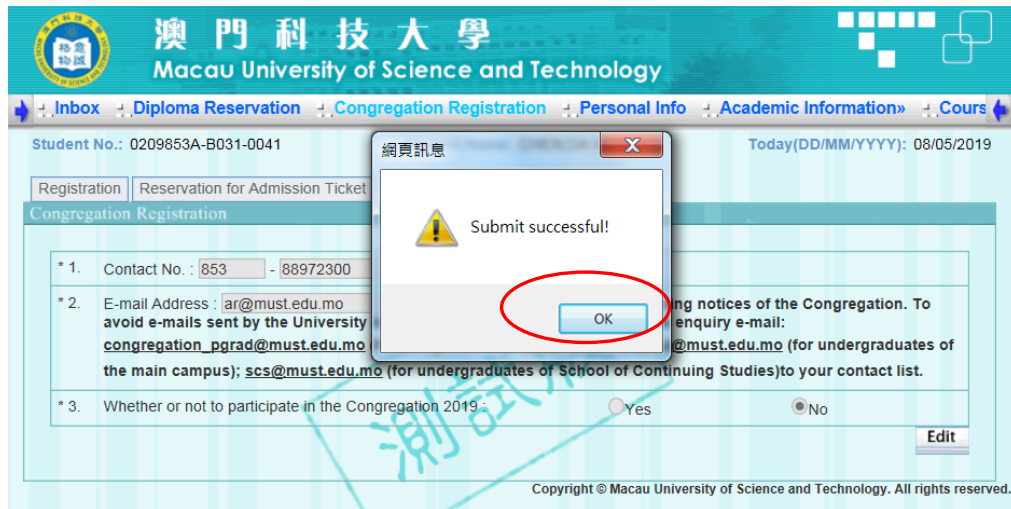 澳門科技大學
Macau University of Science and Technology
Inbox Diploma Reservation Congregation Registration Personal Info Academic Information» Cours
Student No.: 0209853A-B031-0041 Today(DD/MM/YYYY): 08/05/2019
網頁訊息
Registration Reservation for Admission Ticket
Congregation Registration
Submit successful!
OK
* 1. Contact No. : 853 - 88972300
* 2. E-mail Address : ar@must.edu.mo ng notices of the Congregation. To
avoid e-mails sent by the University enquiry e-mail:
congregation_pgrad@must.edu.mo @must.edu.mo (for undergraduates of
the main campus); scs@must.edu.mo (for undergraduates of School of Continuing Studies)to your contact list.
* 3. Whether or not to participate in the Congregation 2019 : Yes No
Edit
測試
Copyright © Macau University of Science and Technology. All rights reserved.